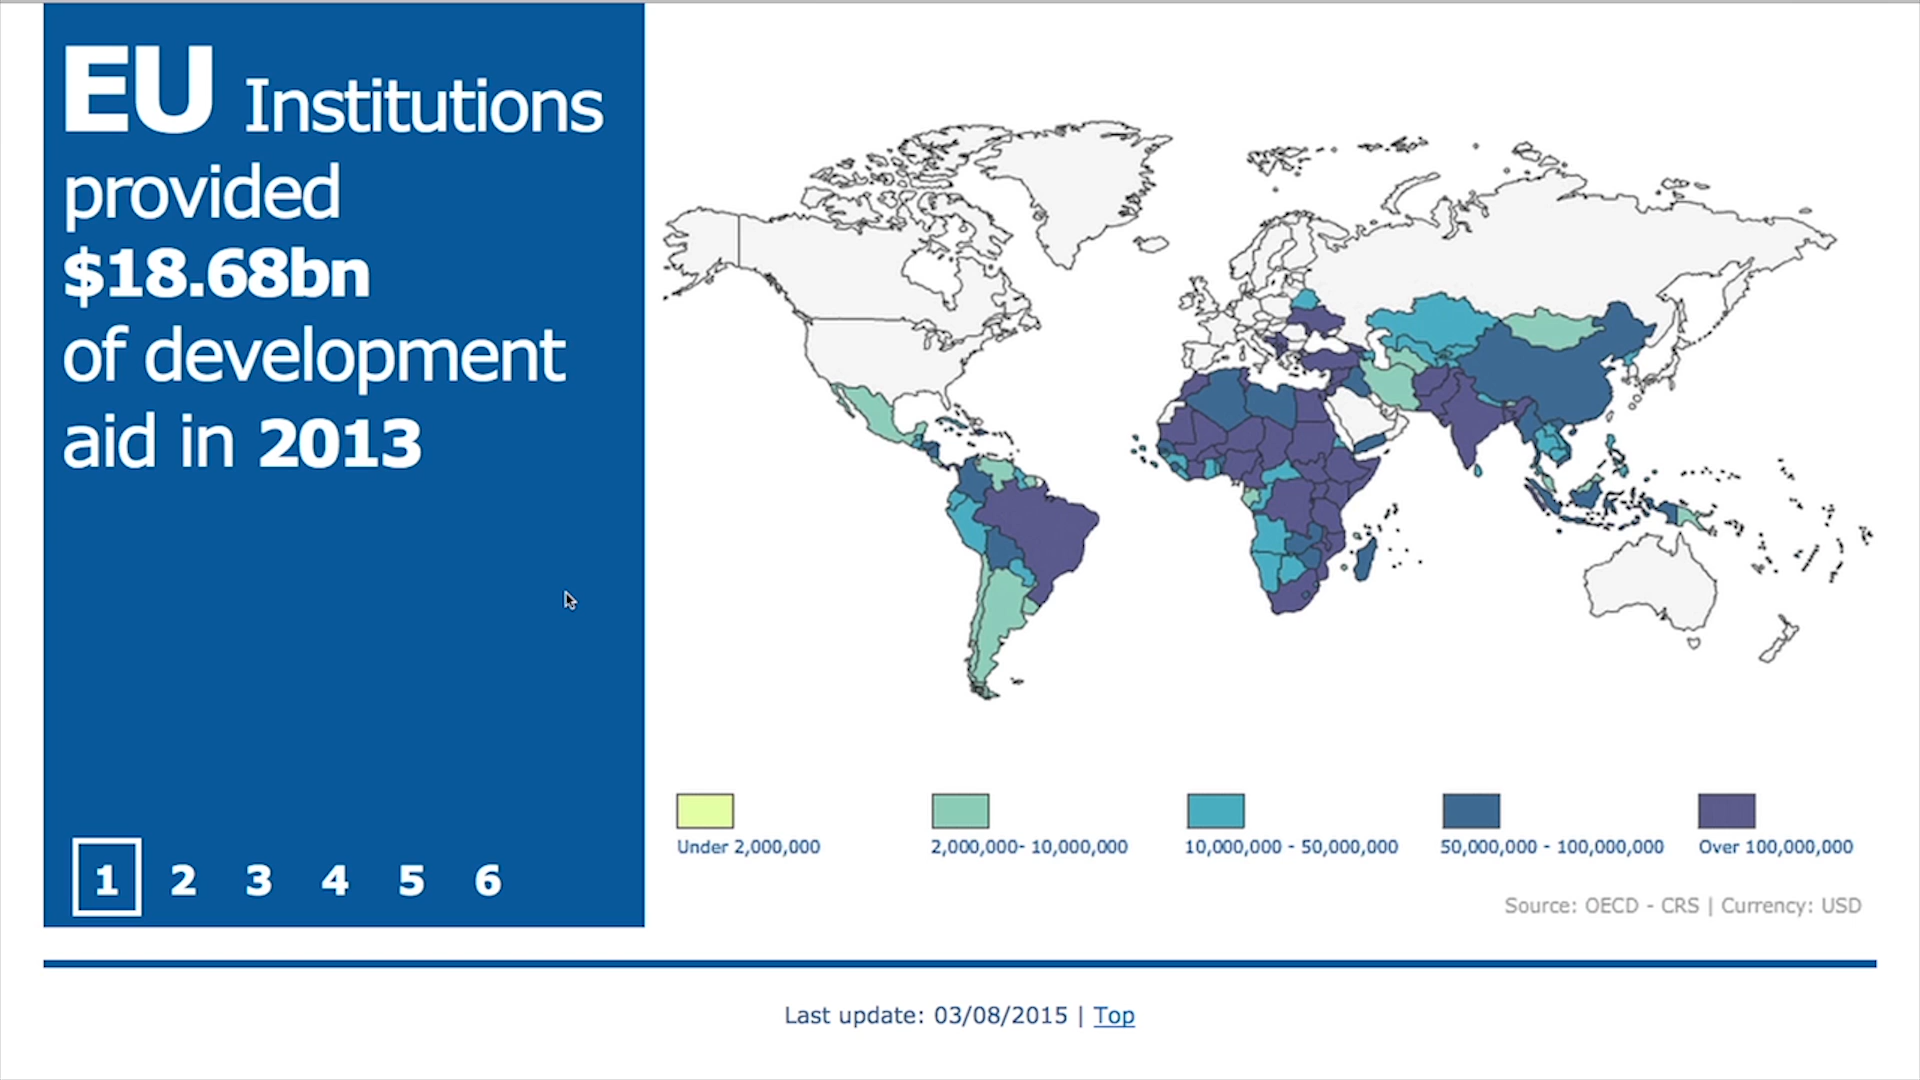 EU Institutions
provided
$18.68bn
of development
aid in 2013
1 2 3 4 5 6
Under 2,000,000
2,000,000- 10,000,000
10,000,000 - 50,000,000
50,000,000 - 100,000,000
Over 100,000,000
Source: OECD - CRS | Currency: USD
Last update: 03/08/2015 | Top